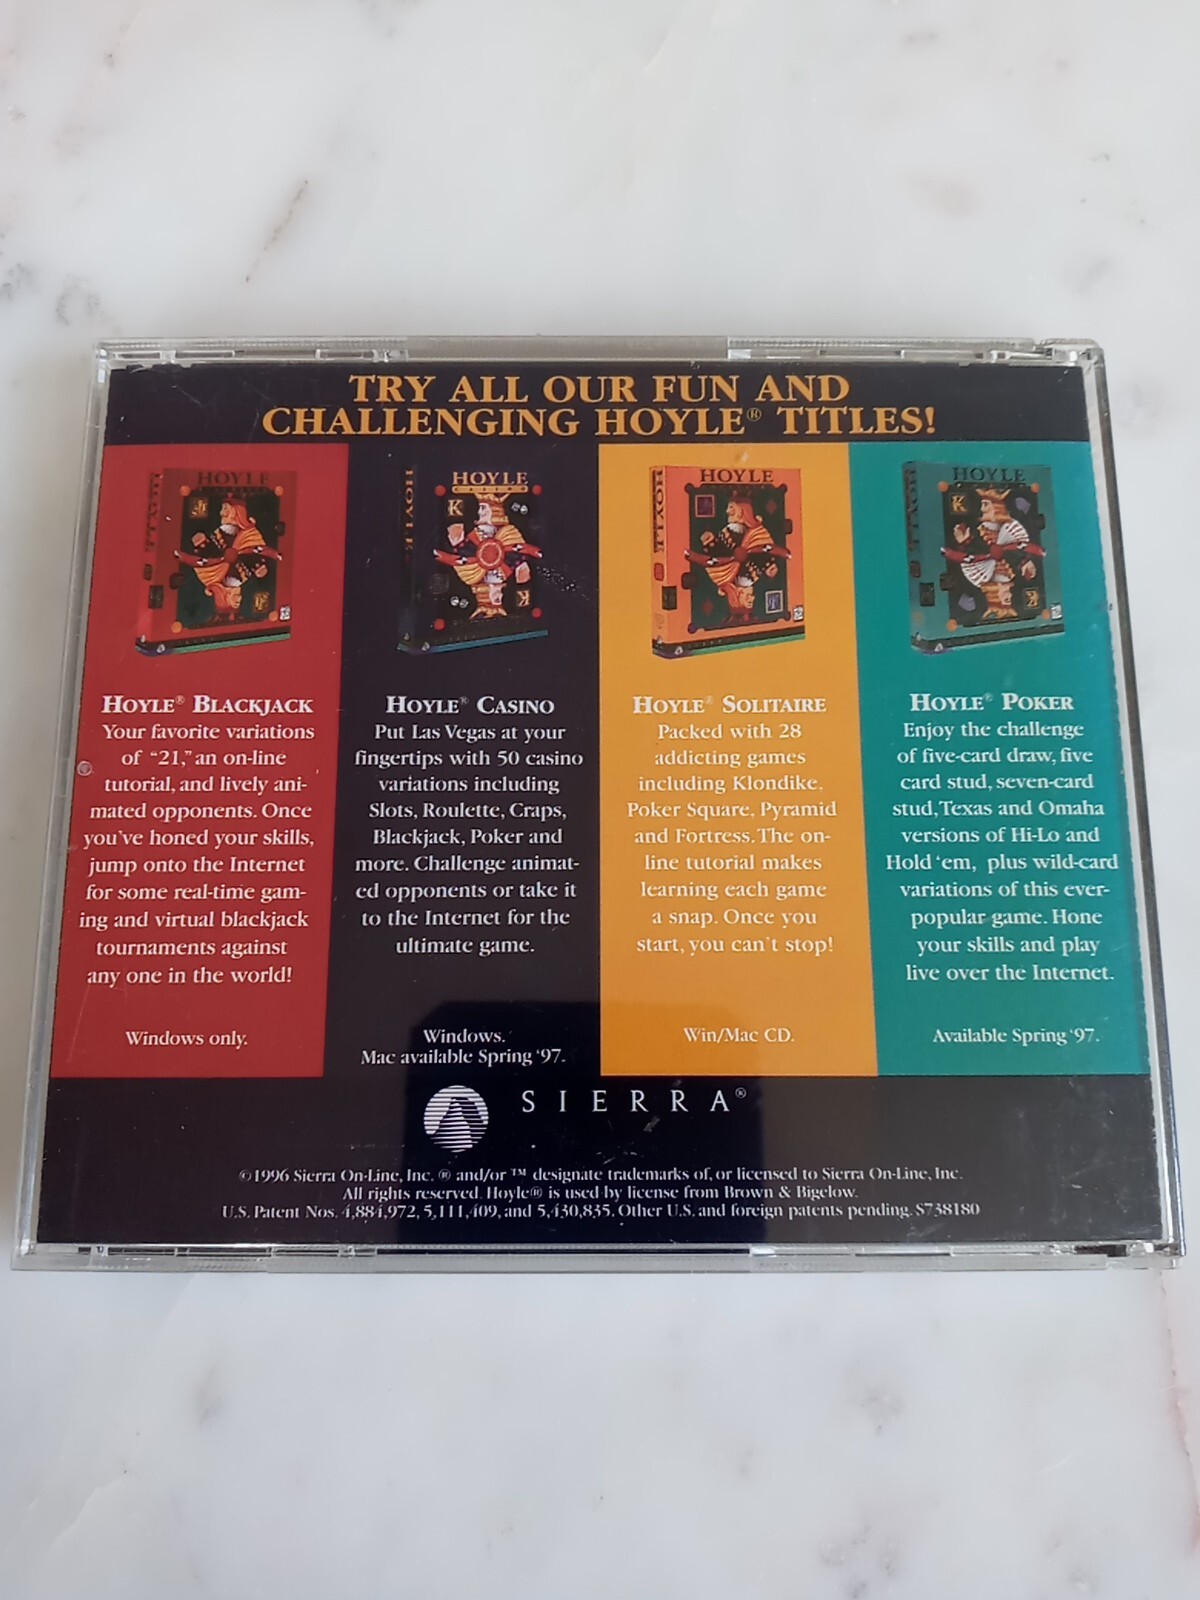 TRY ALL OUR FUN AND
CHALLENGING HOYLE® TITLES!
HOYLE
HOYLE
HOYLE
HOYLE
CASINO
HOYLE
HOYLE
HOYLE
HOYLE
HOYLE® BLACKJACK
Your favorite variations
of "21," an on-line
tutorial, and lively ani-
mated opponents. Once
you've honed your skills,
jump onto the Internet
for some real-time gam-
ing and virtual blackjack
tournaments against
any one in the world!
Windows only.
HOYLE® CASINO
Put Las Vegas at your
fingertips with 50 casino
variations including
Slots, Roulette, Craps,
Blackjack, Poker and
more. Challenge animat-
ed opponents or take it
to the Internet for the
ultimate game.
Windows.
Mac available Spring '97.
HOYLE® SOLITAIRE
Packed with 28
addicting games
including Klondike,
Poker Square, Pyramid
and Fortress. The on-
line tutorial makes
learning each game
a snap. Once you
start, you can't stop!
Win/Mac CD.
HOYLE® POKER
Enjoy the challenge
of five-card draw, five
card stud, seven-card
stud, Texas and Omaha
versions of Hi-Lo and
Hold 'em, plus wild-card
variations of this ever-
popular game. Hone
your skills and play
live over the Internet.
Available Spring '97.
SIERRA®
©1996 Sierra On-Line, Inc. ® and/or ™ designate trademarks of, or licensed to Sierra On-Line, Inc.
All rights reserved. Hoyle® is used by license from Brown & Bigelow.
U.S. Patent Nos. 4,884,972, 5,111,409, and 5,430,835. Other U.S. and foreign patents pending. S738180